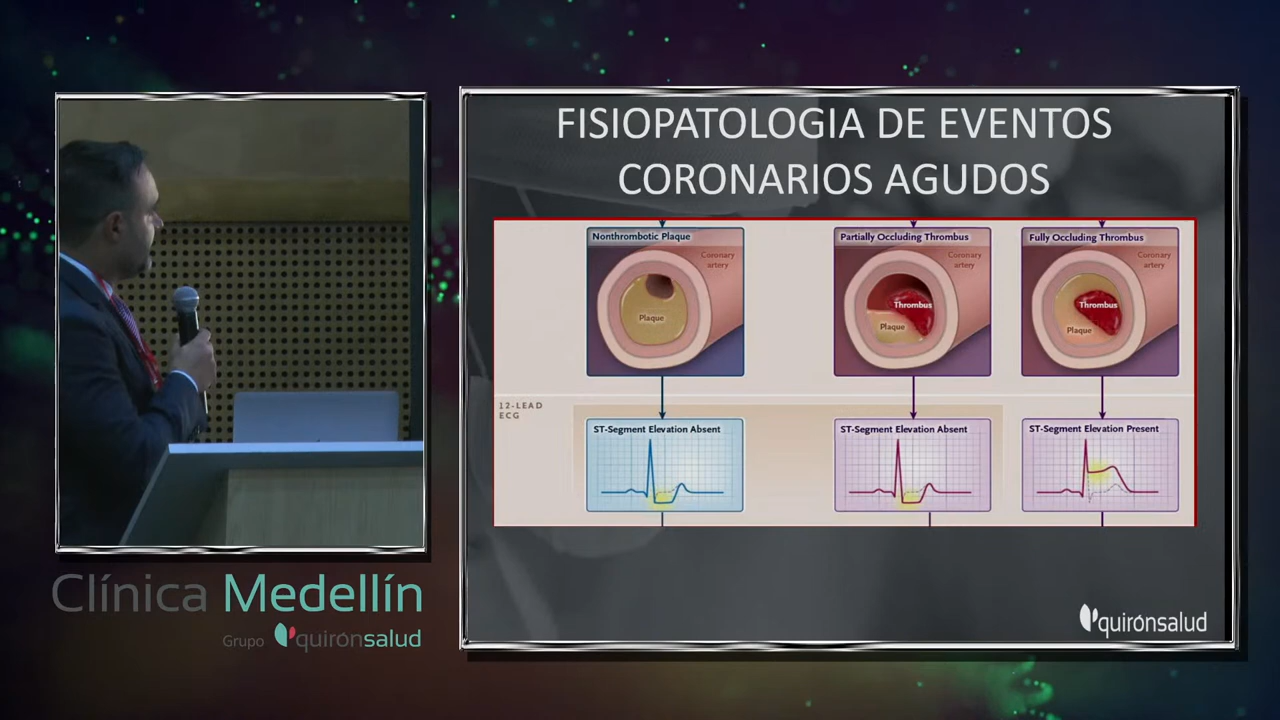 FISIOPATOLOGIA DE EVENTOS
CORONARIOS AGUDOS
Nonthrombotic Plaque
Coronary
artery
Plaque
Partially Occluding Thrombus
Coronary
artery
Thrombus
Plaque
Fully Occluding Thrombus
Coronary
artery
Thrombus
Plaque
12-LEAD
ECG
ST-Segment Elevation Absent
ST-Segment Elevation Absent
ST-Segment Elevation Present
quirónsalud
Clínica Medellín
Grupo quirónsalud